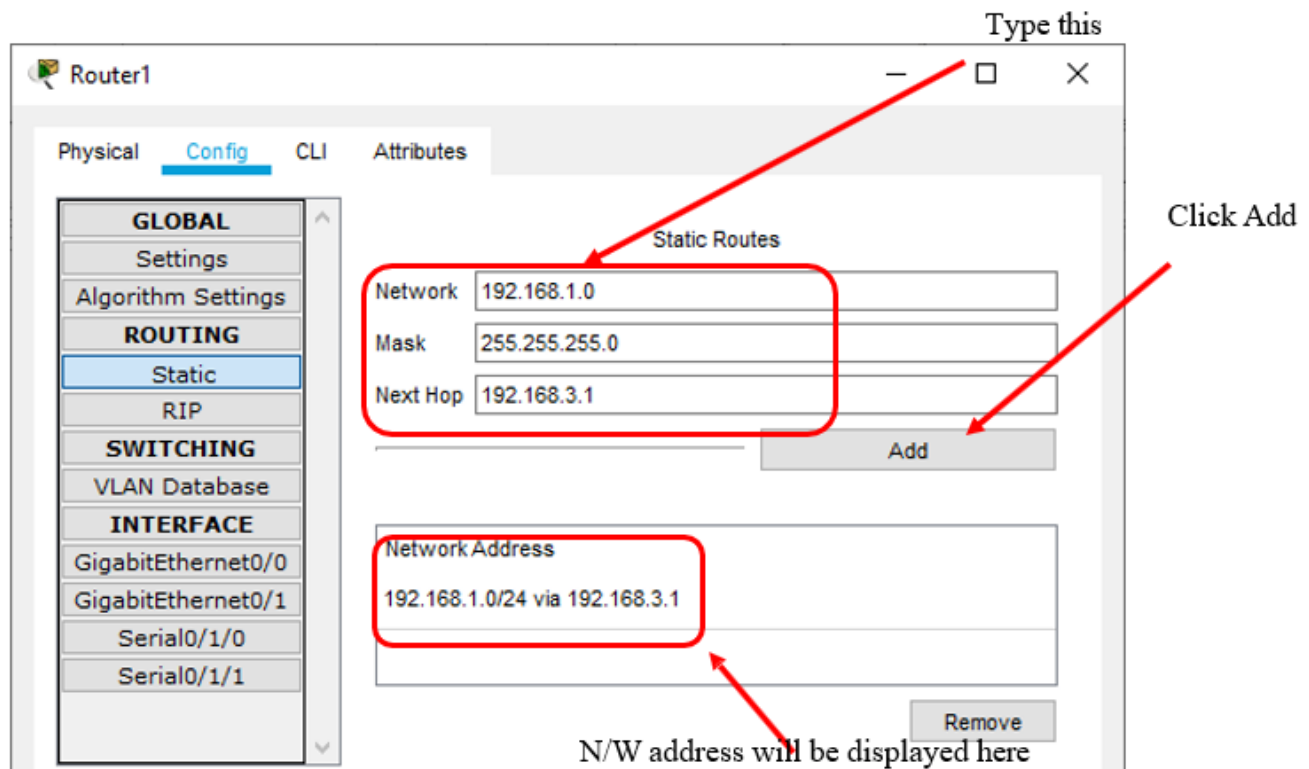 Type this
Router1
Physical Config CLI Attributes
Click Add
GLOBAL
Settings
Algorithm Settings
ROUTING
Static
RIP
SWITCHING
VLAN Database
INTERFACE
GigabitEthernet0/0
GigabitEthernet0/1
Serial0/1/0
Serial0/1/1
Static Routes
Network 192.168.1.0
Mask 255.255.255.0
Next Hop 192.168.3.1
Add
Network Address
192.168.1.0/24 via 192.168.3.1
Remove
N/W address will be displayed here